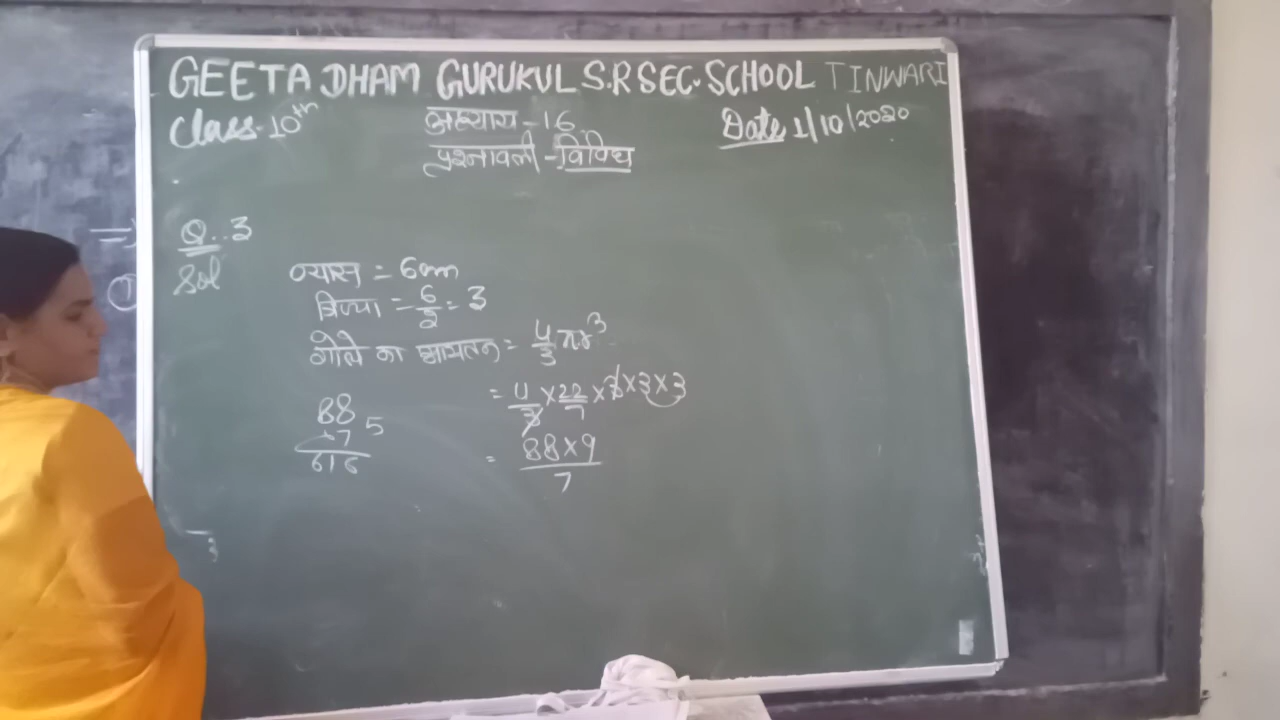 GEETA DHAM GURUKUL S.R SEC. SCHOOL TINWARI
Class-10th
अध्याय - 16
Date 1/10/2020
प्रश्नावली - विविध
Q..3
Sol
व्यास = 6cm
त्रिज्या = 6/2 = 3
गोले का आयतन = 4/3 πr³
= 4/3 × 22/7 × 3 × 3 × 3
88
×7 5
616
= 88×9/7